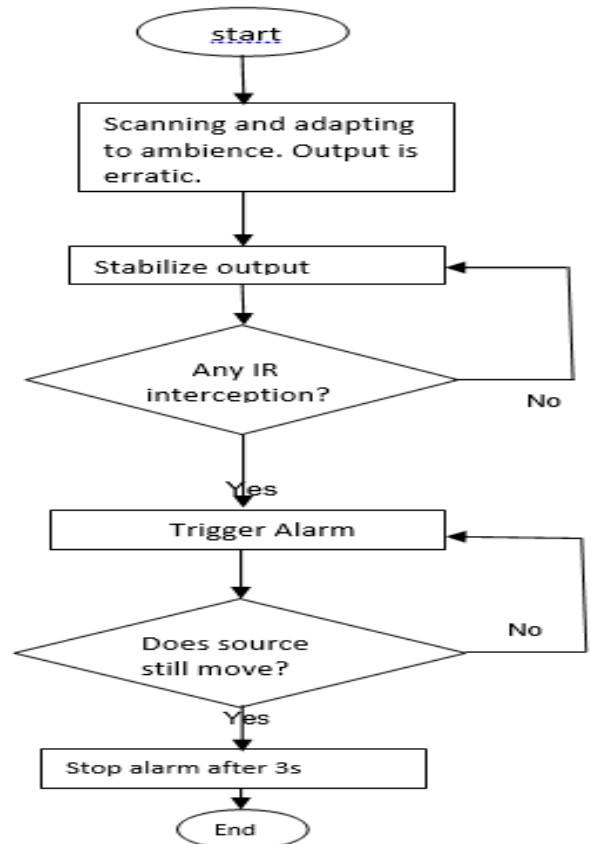 start
Scanning and adapting
to ambience. Output is
erratic.
Stabilize output
Any IR
interception?
No
Yes
Trigger Alarm
No
Does source
still move?
Yes
Stop alarm after 3s
End